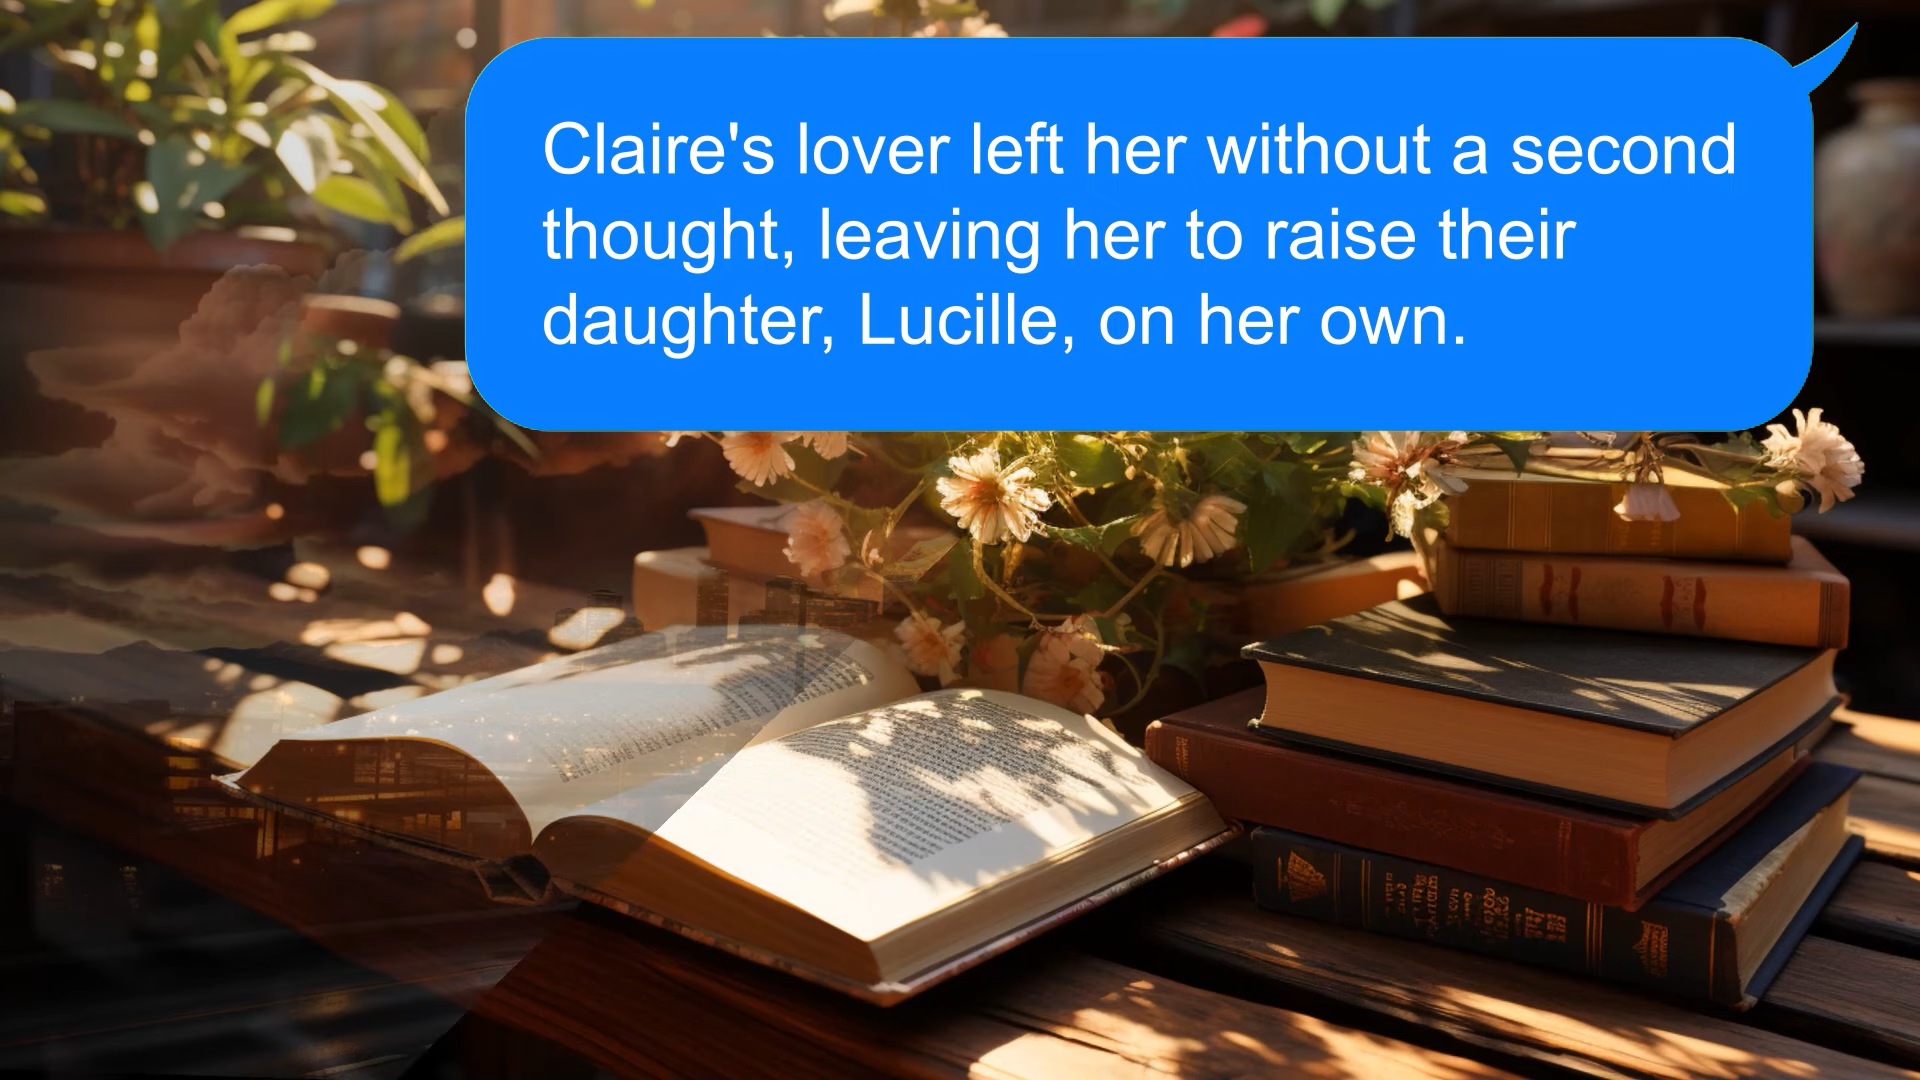 Claire's lover left her without a second
thought, leaving her to raise their
daughter, Lucille, on her own.